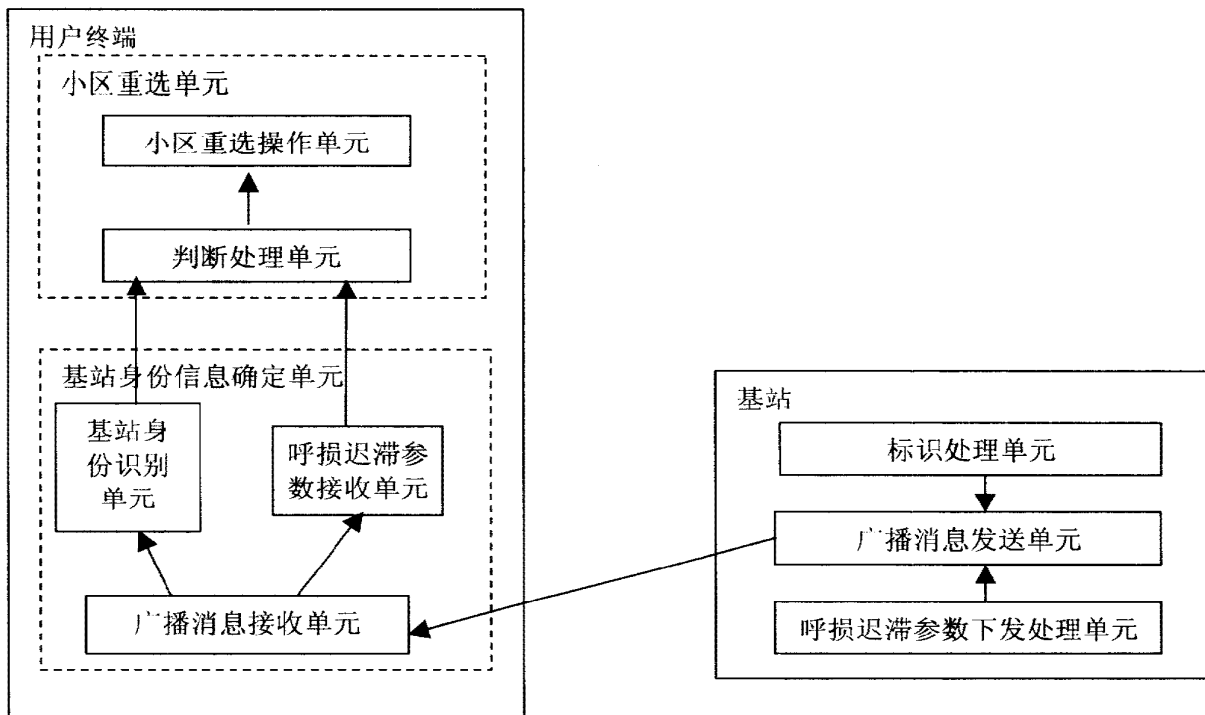 用户终端
小区重选单元
小区重选操作单元
判断处理单元
基站身份信息确定单元
基站身
份识别
单元
呼损迟滞参
数接收单元
广播消息接收单元
基站
标识处理单元
广播消息发送单元
呼损迟滞参数下发处理单元